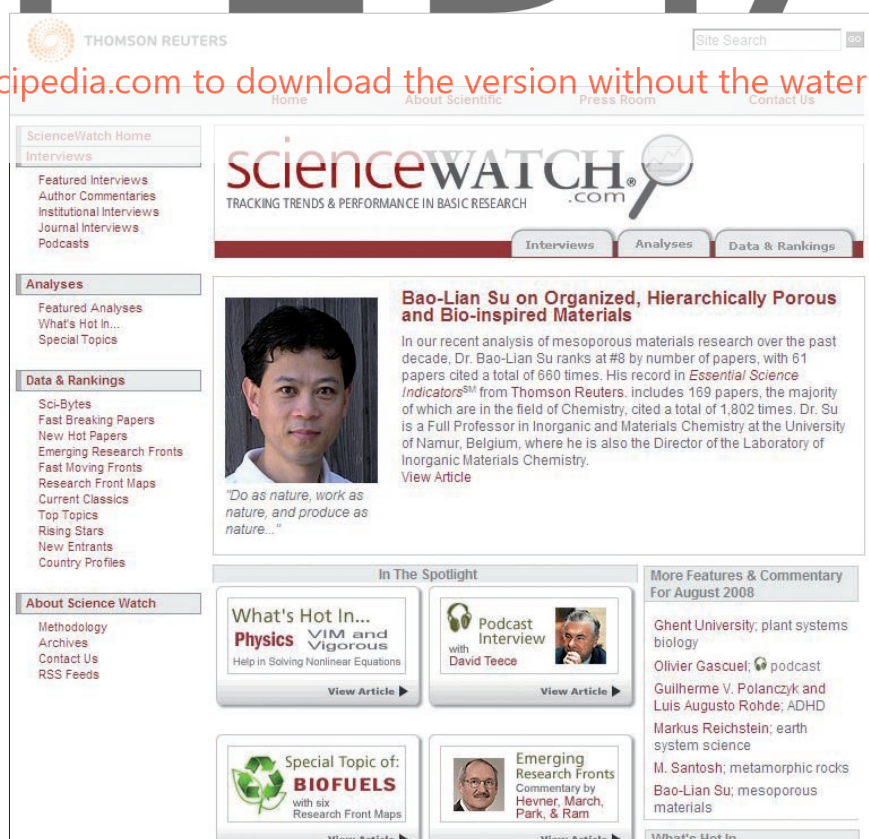 THOMSON REUTERS
Site Search
GO
cipedia.com to download the version without the water
Home
About Scientific
Press Room
Contact Us
ScienceWatch Home
Interviews
Featured Interviews
Author Commentaries
Institutional Interviews
Journal Interviews
Podcasts
Analyses
Featured Analyses
What's Hot In...
Special Topics
Data & Rankings
Sci-Bytes
Fast Breaking Papers
New Hot Papers
Emerging Research Fronts
Fast Moving Fronts
Research Front Maps
Current Classics
Top Topics
Rising Stars
New Entrants
Country Profiles
About Science Watch
Methodology
Archives
Contact Us
RSS Feeds
scienceWATCH®
.com
TRACKING TRENDS & PERFORMANCE IN BASIC RESEARCH
Interviews
Analyses
Data & Rankings
Bao-Lian Su on Organized, Hierarchically Porous
and Bio-inspired Materials
In our recent analysis of mesoporous materials research over the past
decade, Dr. Bao-Lian Su ranks at #8 by number of papers, with 61
papers cited a total of 660 times. His record in Essential Science
Indicators℠ from Thomson Reuters. includes 169 papers, the majority
of which are in the field of Chemistry, cited a total of 1,802 times. Dr. Su
is a Full Professor in Inorganic and Materials Chemistry at the University
of Namur, Belgium, where he is also the Director of the Laboratory of
Inorganic Materials Chemistry.
View Article
"Do as nature, work as
nature, and produce as
nature..."
In The Spotlight
What's Hot In...
Physics VIM and
Vigorous
Help in Solving Nonlinear Equations
View Article
Podcast
Interview
with
David Teece
View Article
Special Topic of:
BIOFUELS
with six
Research Front Maps
View Article
Emerging
Research Fronts
Commentary by
Hevner, March,
Park, & Ram
View Article
More Features & Commentary
For August 2008
Ghent University; plant systems
biology
Olivier Gascuel; podcast
Guilherme V. Polanczyk and
Luis Augusto Rohde; ADHD
Markus Reichstein; earth
system science
M. Santosh; metamorphic rocks
Bao-Lian Su; mesoporous
materials
What's Hot In